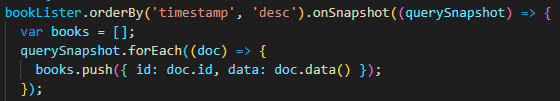 bookLister.orderBy('timestamp', 'desc').onSnapshot((querySnapshot) => {
var books = [];
querySnapshot.forEach((doc) => {
books.push({ id: doc.id, data: doc.data() });
});